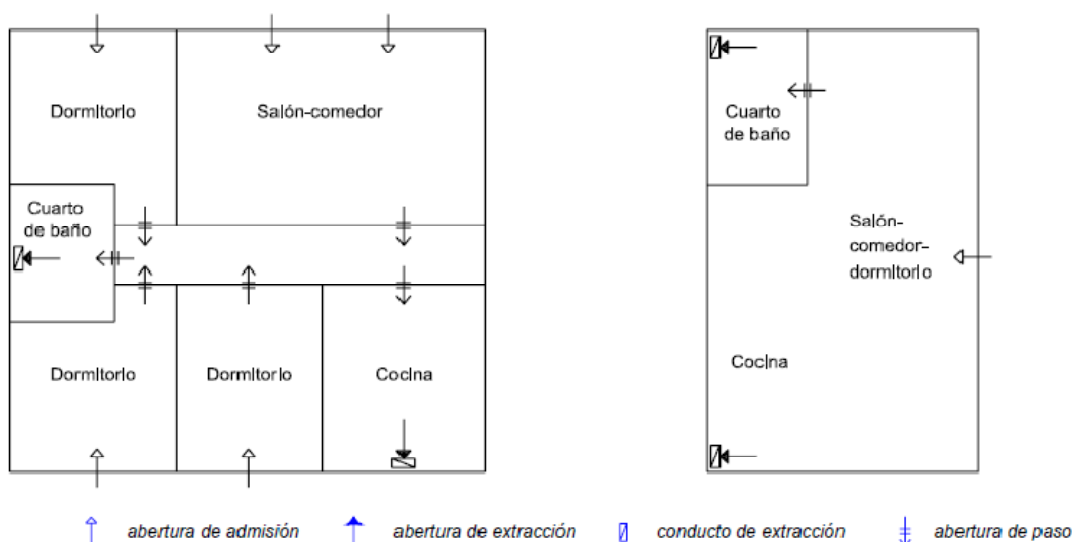 Dormitorio
Salón-comedor
Cuarto
de baño
Dormitorio
Dormitorio
Cocina
Cuarto
de baño
Salón-
comedor-
dormitorio
Cocina
abertura de admisión
abertura de extracción
conducto de extracción
abertura de paso